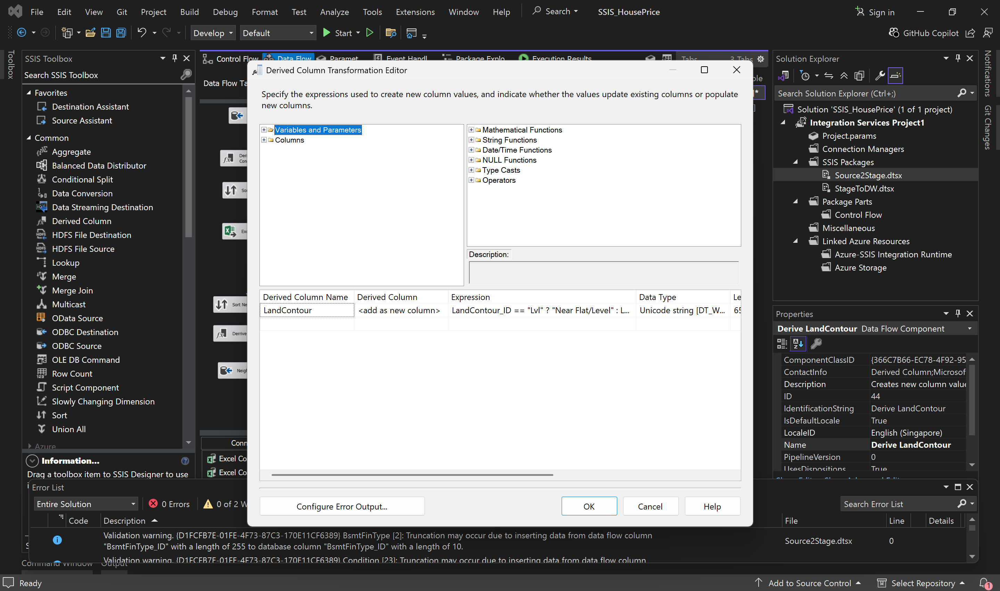 File Edit View Git Project Build Debug Format Test Analyze Tools Extensions Window Help Search SSIS_HousePrice Sign in
Develop Default Start GitHub Copilot
Toolbox
SSIS Toolbox
Search SSIS Toolbox
Favorites
Destination Assistant
Source Assistant
Common
Aggregate
Balanced Data Distributor
Conditional Split
Data Conversion
Data Streaming Destination
Derived Column
HDFS File Destination
HDFS File Source
Lookup
Merge
Merge Join
Multicast
OData Source
ODBC Destination
ODBC Source
OLE DB Command
Row Count
Script Component
Slowly Changing Dimension
Sort
Union All
Azure
Information...
Drag a toolbox item to SSIS Designer to use
Control Flow Data Flow Paramet Event Handl Package Explo Execution Results Tabs 3 Tabs
Data Flow Ta
Deri
Con
Sor
Exc
Sort Ne
Derrive
Neigh
Conn
Excel Co
Excel Co
Derived Column Transformation Editor
Specify the expressions used to create new column values, and indicate whether the values update existing columns or populate
new columns.
Variables and Parameters
Columns
Mathematical Functions
String Functions
Date/Time Functions
NULL Functions
Type Casts
Operators
Description:
Derived Column Name Derived Column Expression Data Type Le
LandContour <add as new column> LandContour_ID == "Lvl" ? "Near Flat/Level" : L... Unicode string [DT_W... 65
Configure Error Output... OK Cancel Help
Solution Explorer
Search Solution Explorer (Ctrl+;)
Solution 'SSIS_HousePrice' (1 of 1 project)
Integration Services Project1
Project.params
Connection Managers
SSIS Packages
Source2Stage.dtsx
StageToDW.dtsx
Package Parts
Control Flow
Miscellaneous
Linked Azure Resources
Azure-SSIS Integration Runtime
Azure Storage
Notifications
Git Changes
Properties
Derive LandContour Data Flow Component
ComponentClassID {366C7B66-EC78-4F92-95
ContactInfo Derived Column;Microsof
Description Creates new column value
ID 44
IdentificationString Derive LandContour
IsDefaultLocale True
LocaleID English (Singapore)
Name Derive LandContour
PipelineVersion 0
UsesDispositions True
Error List
Entire Solution 0 Errors 0 of 2 W Search Error List
Code Description File Line Details
Validation warning. {D1FCFB7E-01FE-4F73-87C3-170E11CF6389} BsmtFinType [2]: Truncation may occur due to inserting data from data flow column
"BsmtFinType_ID" with a length of 255 to database column "BsmtFinType_ID" with a length of 10.
Source2Stage.dtsx 0
Validation warning. {D1FCFB7E-01FE-4F73-87C3-170E11CF6389} Condition [23]: Truncation may occur due to inserting data from data flow column
Command Window Output
Ready Add to Source Control Select Repository 1